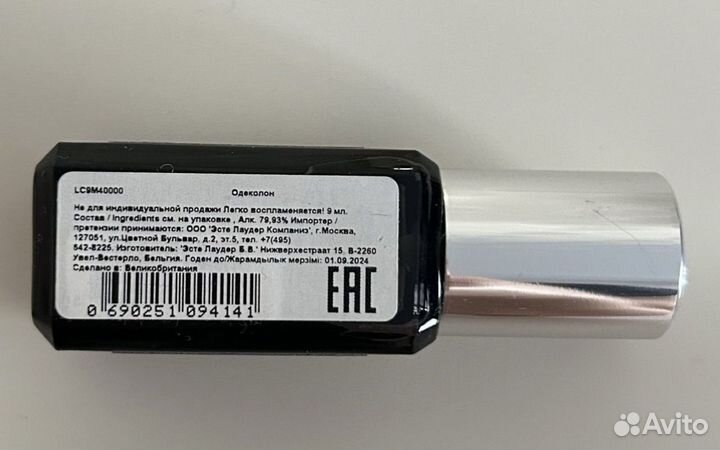 LC9M40000 Одеколон
Не для индивидуальной продажи Легко воспламеняется! 9 мл.
Состав / Ingredients см. на упаковке , Алк. 79,93% Импортер /
претензии принимаются: ООО 'Эсте Лаудер Компаниз', г.Москва,
127051, ул.Цветной Бульвар, д.2, эт.5, тел. +7(495)
542-8225. Изготовитель: 'Эсте Лаудер Б.В.' Нижверхестраат 15, B-2260
Увел-Вестерло, Бельгия. Годен до/Жарамдылык мерзімі: 01.09.2024
Сделано в: Великобритания
EAC
0 690251 094141
Avito